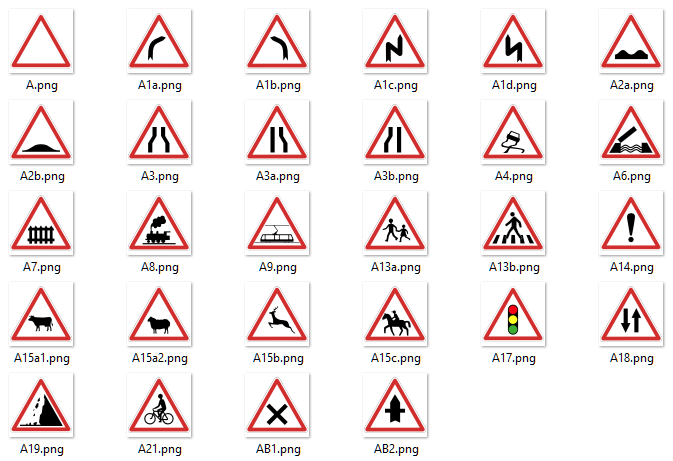 A.png A1a.png A1b.png A1c.png A1d.png A2a.png
A2b.png A3.png A3a.png A3b.png A4.png A6.png
A7.png A8.png A9.png A13a.png A13b.png A14.png
A15a1.png A15a2.png A15b.png A15c.png A17.png A18.png
A19.png A21.png AB1.png AB2.png